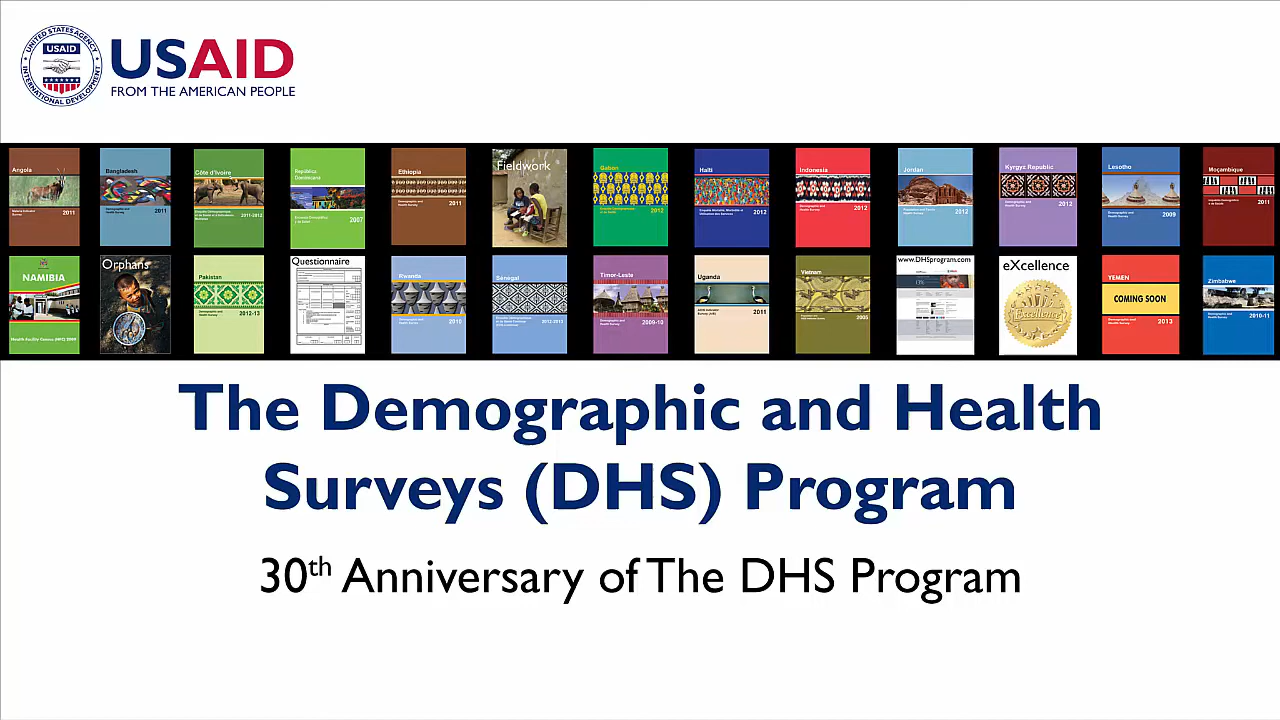 UNITED STATES AGENCY
USAID
INTERNATIONAL DEVELOPMENT
USAID
FROM THE AMERICAN PEOPLE
Angola
2011
Bangladesh
2011
Côte d'Ivoire
2011-2012
República
Dominicana
2007
Ethiopia
2011
Fieldwork
Gabon
2012
Haïti
2012
Indonesia
2012
Jordan
2012
Kyrgyz Republic
2012
Lesotho
2009
Moçambique
2011
NAMIBIA
Orphans
Pakistan
2012-13
Questionnaire
Rwanda
2010
Sénégal
2012-2013
Timor-Leste
2009-10
Uganda
2011
Vietnam
2005
www.DHSprogram.com
eXcellence
YEMEN
COMING SOON
2013
Zimbabwe
2010-11
The Demographic and Health
Surveys (DHS) Program
30th Anniversary of The DHS Program